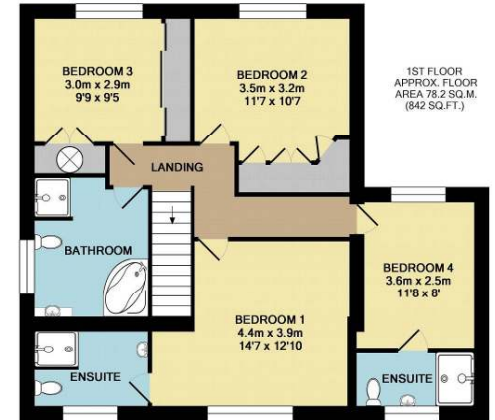 BEDROOM 3
3.0m x 2.9m
9'9 x 9'5
BEDROOM 2
3.5m x 3.2m
11'7 x 10'7
1ST FLOOR
APPROX. FLOOR
AREA 78.2 SQ.M.
(842 SQ.FT.)
LANDING
BATHROOM
BEDROOM 4
3.6m x 2.5m
11'8 x 8'
BEDROOM 1
4.4m x 3.9m
14'7 x 12'10
ENSUITE
ENSUITE